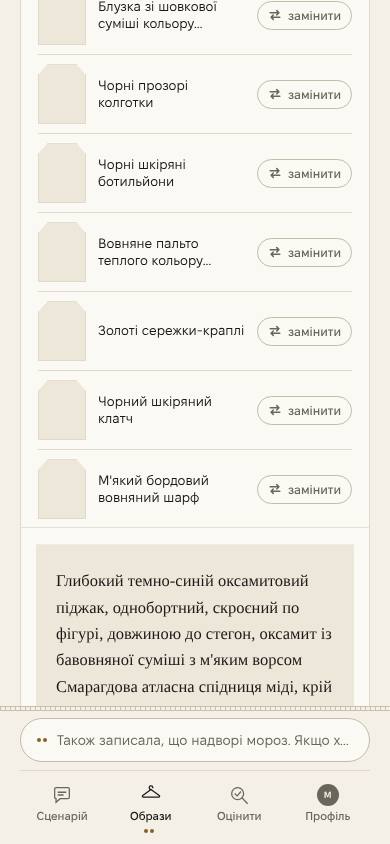 Блузка зі шовкової
суміші кольору…
замінити
Чорні прозорі
колготки
замінити
Чорні шкіряні
ботильйони
замінити
Вовняне пальто
теплого кольору…
замінити
Золоті сережки-краплі
замінити
Чорний шкіряний
клатч
замінити
М'який бордовий
вовняний шарф
замінити
Глибокий темно-синій оксамитовий
піджак, однобортний, скроєний по
фігурі, довжиною до стегон, оксамит із
бавовняної суміші з м'яким ворсом
Смарагдова атласна спідниця міді, крій
Також записала, що надворі мороз. Якщо х…
Сценарій
Образи
Оцінити
М
Профіль